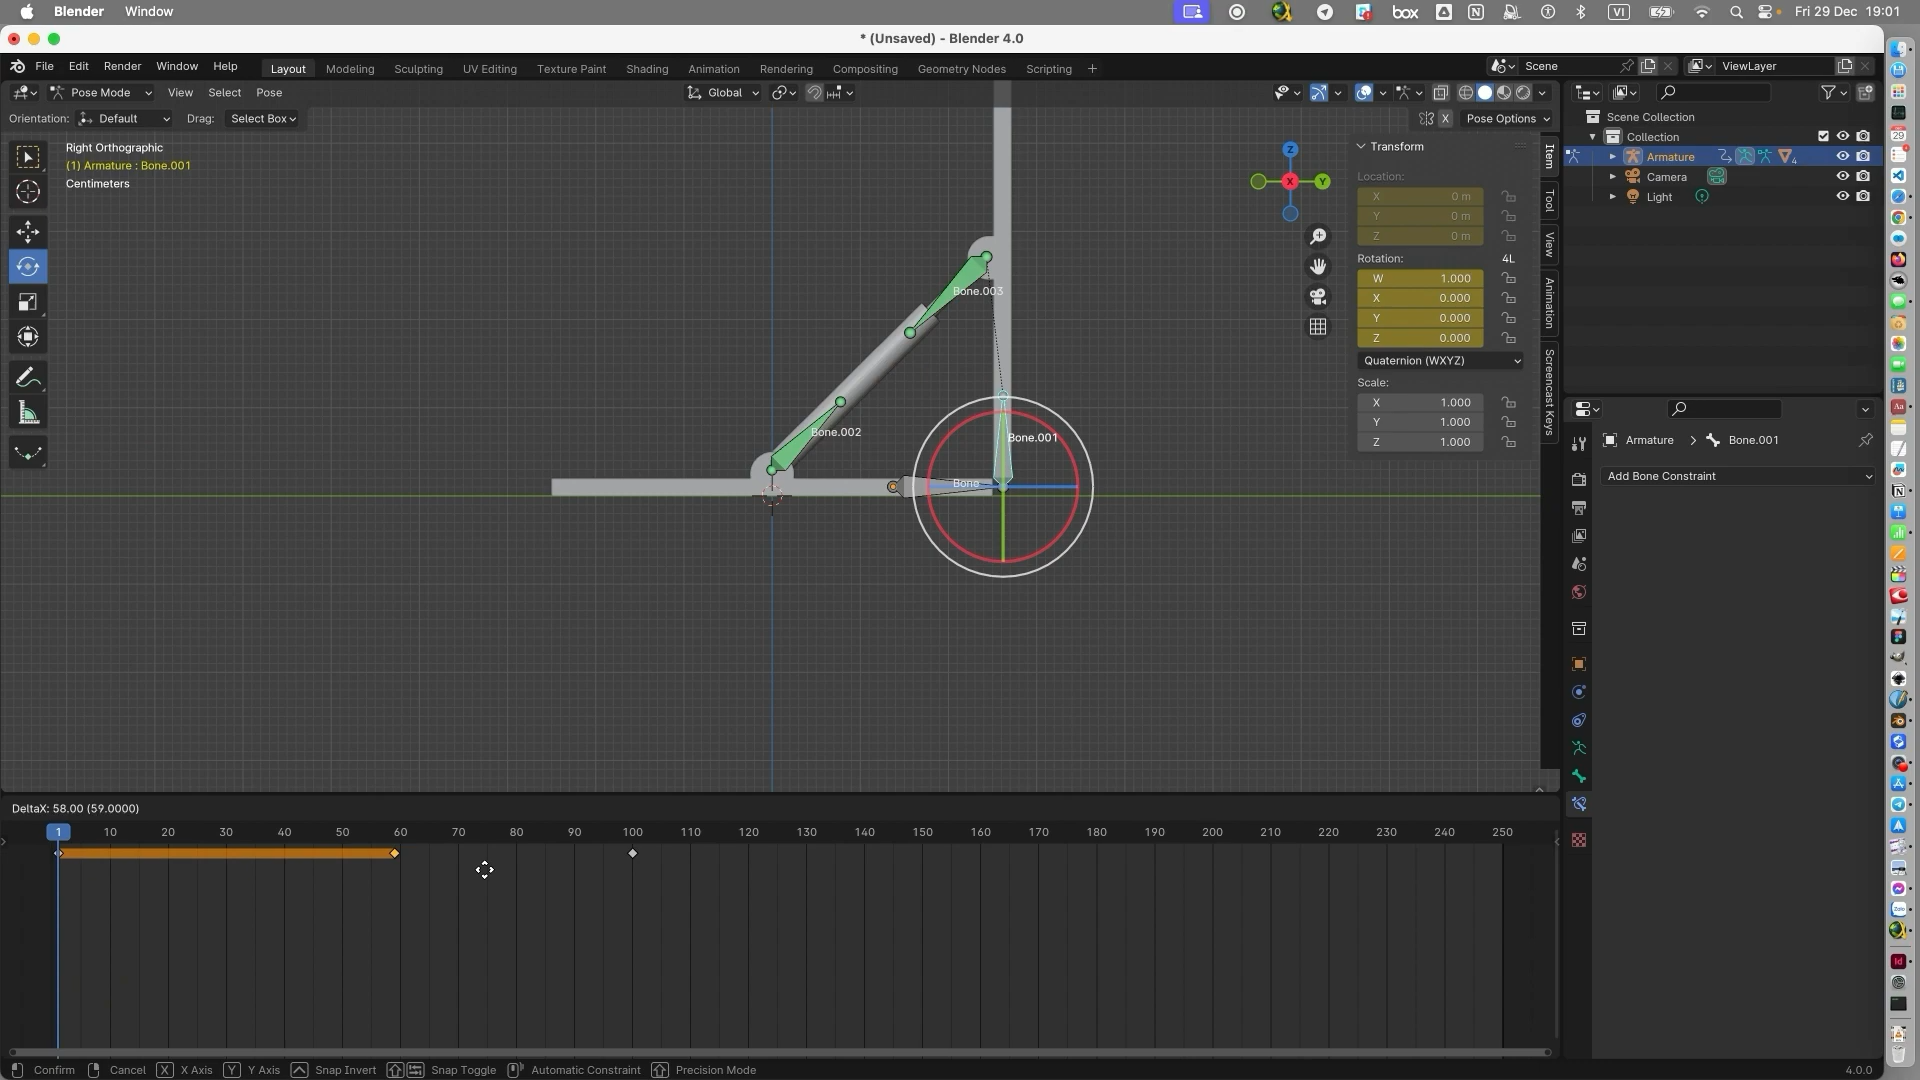 Blender Window VI Fri 29 Dec 19:01
* (Unsaved) - Blender 4.0
File Edit Render Window Help Layout Modeling Sculpting UV Editing Texture Paint Shading Animation Rendering Compositing Geometry Nodes Scripting + Scene ViewLayer
Pose Mode View Select Pose Global
Orientation: Default Drag: Select Box X Pose Options
Scene Collection
Collection
Armature 4
Camera
Light
Right Orthographic
(1) Armature : Bone.001
Centimeters
Z
Y
X
Transform
Location:
X 0 m
Y 0 m
Z 0 m
Rotation: 4L
W 1.000
X 0.000
Y 0.000
Z 0.000
Quaternion (WXYZ)
Scale:
X 1.000
Y 1.000
Z 1.000
Item
Tool
View
Animation
Screencast Keys
Bone.003
Bone.002
Bone.001
Bone
Armature > Bone.001
Add Bone Constraint
DeltaX: 58.00 (59.0000)
1 10 20 30 40 50 60 70 80 90 100 110 120 130 140 150 160 170 180 190 200 210 220 230 240 250
Confirm Cancel X X Axis Y Y Axis Snap Invert Snap Toggle Automatic Constraint Precision Mode 4.0.0